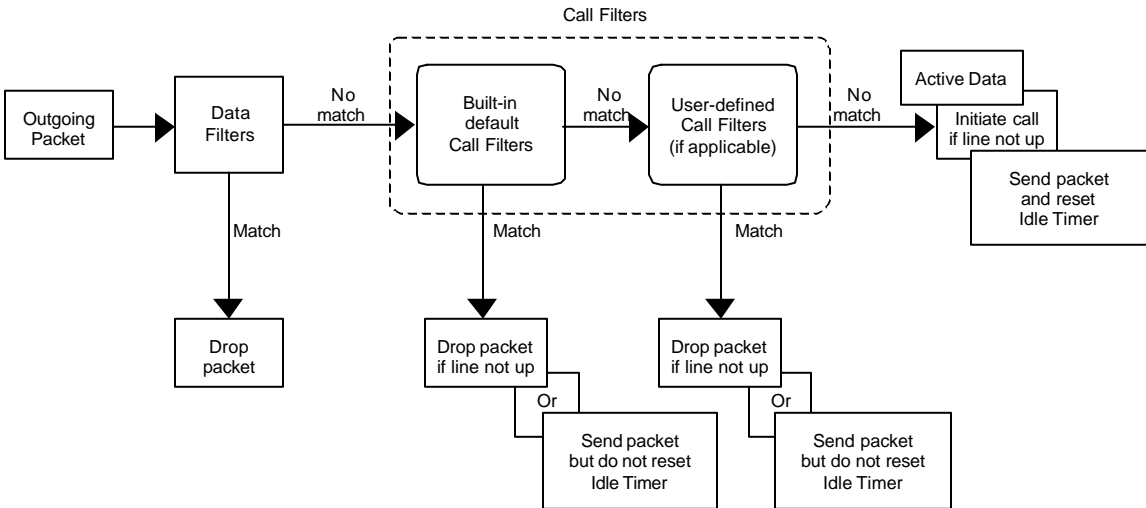 Call Filters
Outgoing
Packet
Data
Filters
No
match
Built-in
default
Call Filters
No
match
User-defined
Call Filters
(if applicable)
No
match
Active Data
Initiate call
if line not up
Send packet
and reset
Idle Timer
Match
Match
Match
Drop
packet
Drop packet
if line not up
Or
Send packet
but do not reset
Idle Timer
Drop packet
if line not up
Or
Send packet
but do not reset
Idle Timer